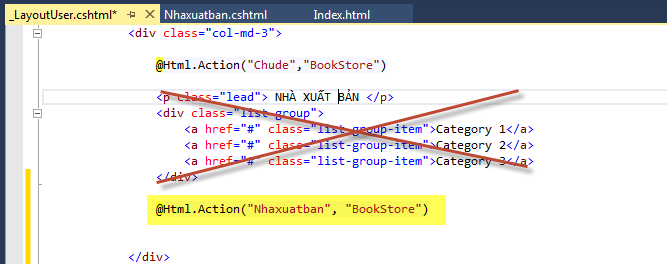 _LayoutUser.cshtml* Nhaxuatban.cshtml Index.html
<div class="col-md-3">
@Html.Action("Chude","BookStore")
<p class="lead"> NHÀ XUẤT BẢN </p>
<div class="list-group">
<a href="#" class="list-group-item">Category 1</a>
<a href="#" class="list-group-item">Category 2</a>
<a href="#" class="list-group-item">Category 3</a>
</div>
@Html.Action("Nhaxuatban", "BookStore")
</div>